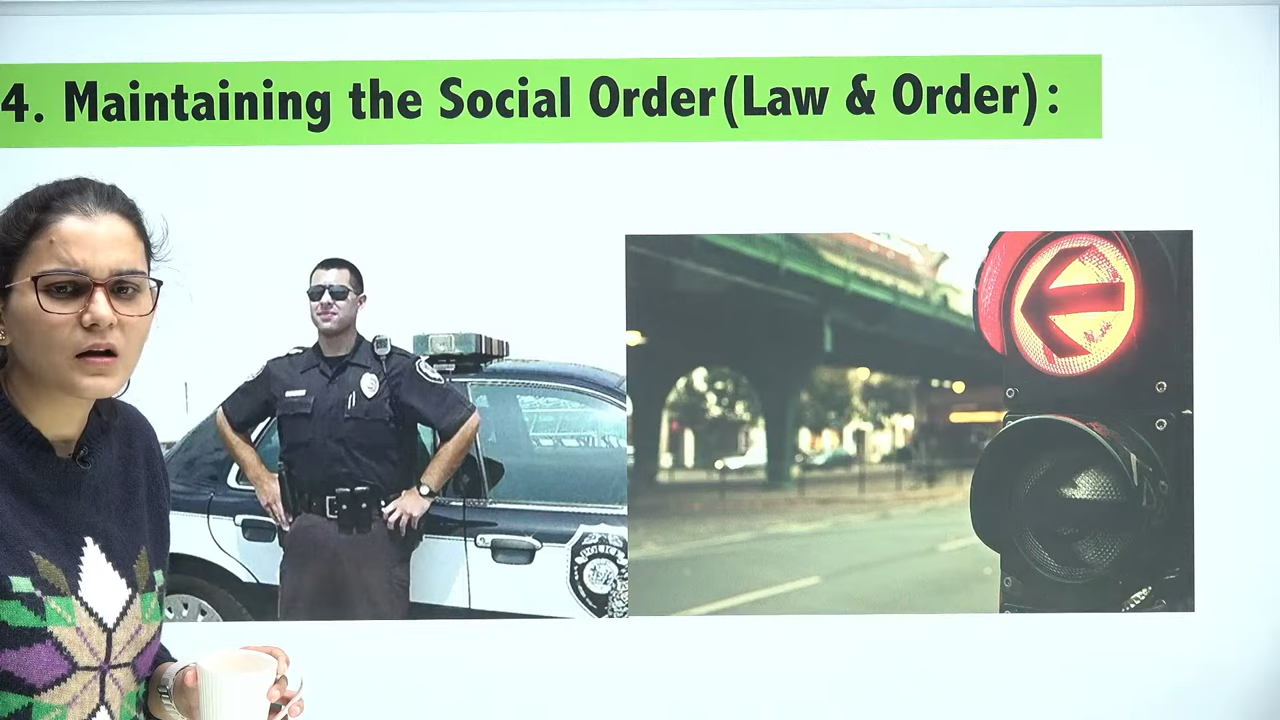 4. Maintaining the Social Order(Law & Order) :